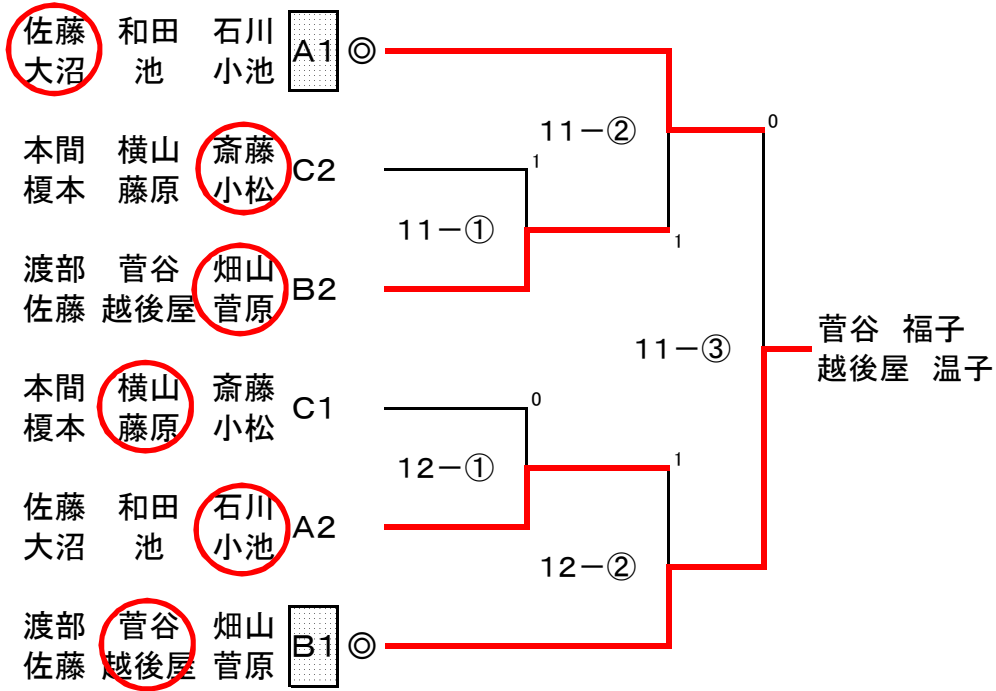 佐藤 和田 石川 A1 ◎
大沼 池 小池
11－② 0
本間 横山 斎藤 C2 1
榎本 藤原 小松
11－① 1
渡部 菅谷 畑山 B2
佐藤 越後屋 菅原
11－③
菅谷 福子
越後屋 温子
本間 横山 斎藤 C1 0
榎本 藤原 小松
12－① 1
佐藤 和田 石川 A2
大沼 池 小池
12－②
渡部 菅谷 畑山 B1 ◎
佐藤 越後屋 菅原